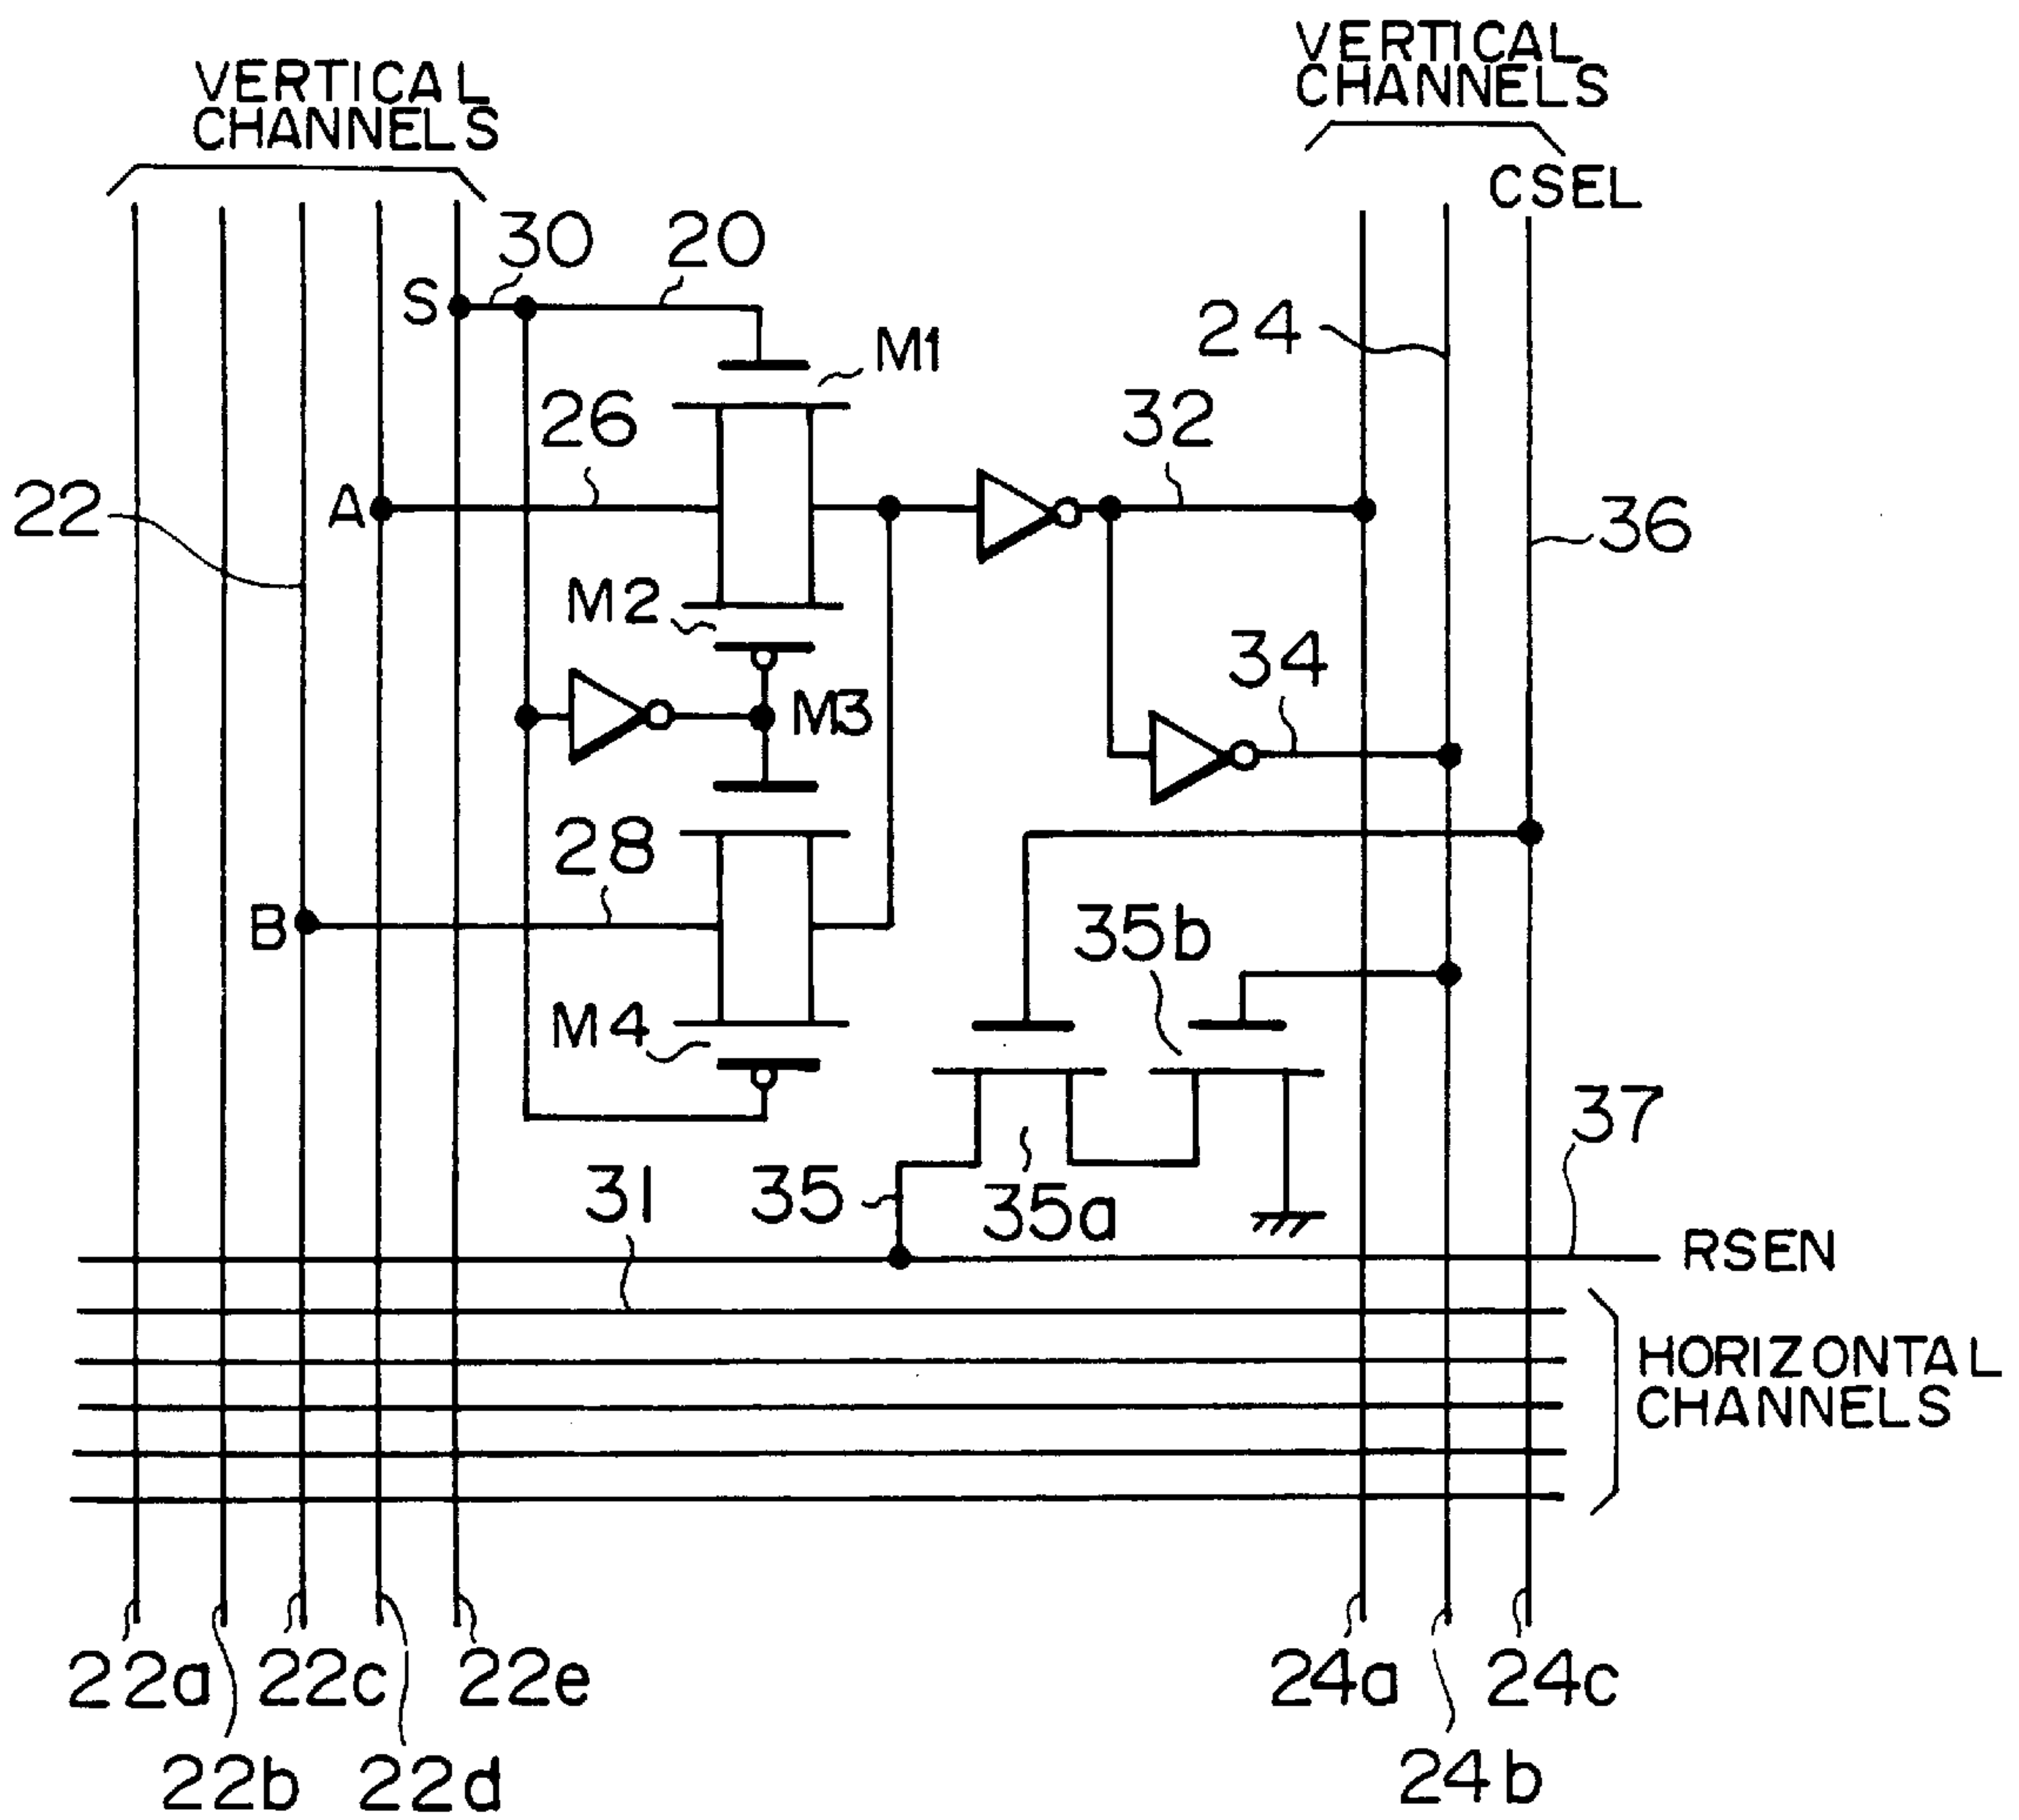 VERTICAL
CHANNELS
VERTICAL
CHANNELS
CSEL
30
20
S
24
M1
26
32
22
A
36
M2
34
M3
28
B
35b
M4
37
31
35
35a
RSEN
HORIZONTAL
CHANNELS
22a
22c
22e
24a
24c
22b
22d
24b